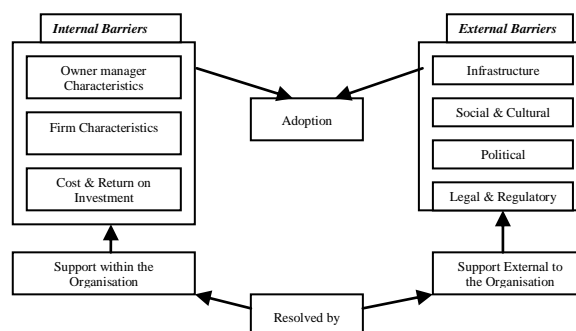 Internal Barriers
Owner manager
Characteristics
Firm Characteristics
Cost & Return on
Investment
Support within the
Organisation
Adoption
Resolved by
External Barriers
Infrastructure
Social & Cultural
Political
Legal & Regulatory
Support External to
the Organisation